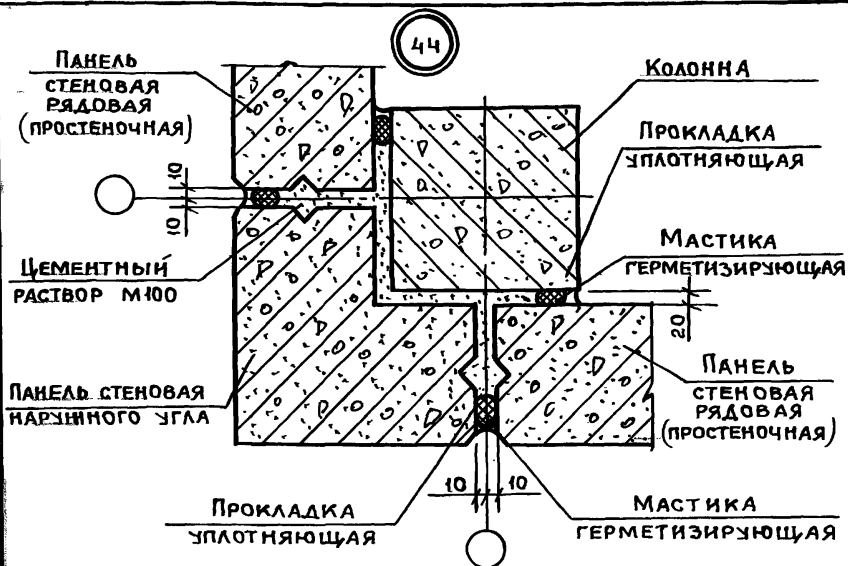 44
ПАНЕЛЬ
СТЕНОВАЯ
РЯДОВАЯ
(ПРОСТЕНОЧНАЯ)
КОЛОННА
ПРОКЛАДКА
УПЛОТНЯЮЩАЯ
10
10
МАСТИКА
ГЕРМЕТИЗИРУЮЩАЯ
ЦЕМЕНТНЫЙ
РАСТВОР М100
20
ПАНЕЛЬ
СТЕНОВАЯ
РЯДОВАЯ
(ПРОСТЕНОЧНАЯ)
ПАНЕЛЬ СТЕНОВАЯ
НАРУЖНОГО УГЛА
10 10
ПРОКЛАДКА
УПЛОТНЯЮЩАЯ
МАСТИКА
ГЕРМЕТИЗИРУЮЩАЯ